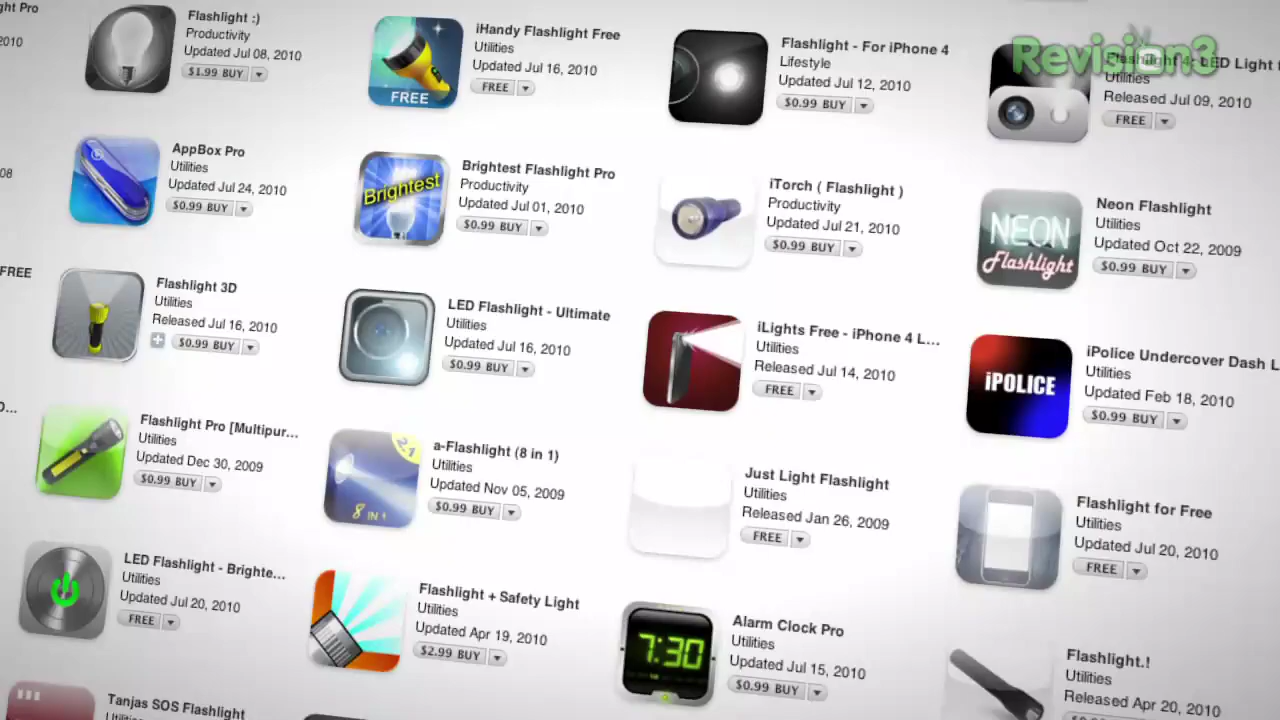 ght Pro
2010
Flashlight :)
Productivity
Updated Jul 08, 2010
$1.99 BUY
FREE
iHandy Flashlight Free
Utilities
Updated Jul 16, 2010
FREE
Flashlight - For iPhone 4
Lifestyle
Updated Jul 12, 2010
$0.99 BUY
Revision3
Flashlight 4: LED Light f
Utilities
Released Jul 09, 2010
FREE
08
AppBox Pro
Utilities
Updated Jul 24, 2010
$0.99 BUY
Brightest
Brightest Flashlight Pro
Productivity
Updated Jul 01, 2010
$0.99 BUY
iTorch ( Flashlight )
Productivity
Updated Jul 21, 2010
$0.99 BUY
NEON
Flashlight
Neon Flashlight
Utilities
Updated Oct 22, 2009
$0.99 BUY
FREE
Flashlight 3D
Utilities
Released Jul 16, 2010
$0.99 BUY
LED Flashlight - Ultimate
Utilities
Updated Jul 16, 2010
$0.99 BUY
iLights Free - iPhone 4 L...
Utilities
Released Jul 14, 2010
FREE
iPOLICE
iPolice Undercover Dash L
Utilities
Updated Feb 18, 2010
$0.99 BUY
O...
Flashlight Pro [Multipur...
Utilities
Updated Dec 30, 2009
$0.99 BUY
2.1
8 IN 1
a-Flashlight (8 in 1)
Utilities
Updated Nov 05, 2009
$0.99 BUY
Just Light Flashlight
Utilities
Released Jan 26, 2009
FREE
Flashlight for Free
Utilities
Updated Jul 20, 2010
FREE
LED Flashlight - Brighte...
Utilities
Updated Jul 20, 2010
FREE
Flashlight + Safety Light
Utilities
Updated Apr 19, 2010
$2.99 BUY
7:30
Alarm Clock Pro
Utilities
Updated Jul 15, 2010
$0.99 BUY
Flashlight.!
Utilities
Released Apr 20, 2010
Tanjas SOS Flashlight